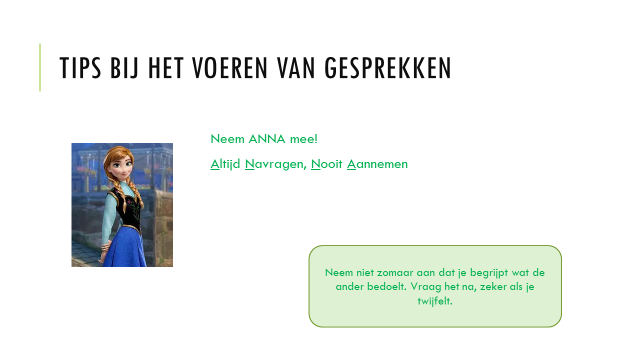 TIPS BIJ HET VOEREN VAN GESPREKKEN
Neem ANNA mee!
Altijd Navragen, Nooit Aannemen
Neem niet zomaar aan dat je begrijpt wat de
ander bedoelt. Vraag het na, zeker als je
twijfelt.